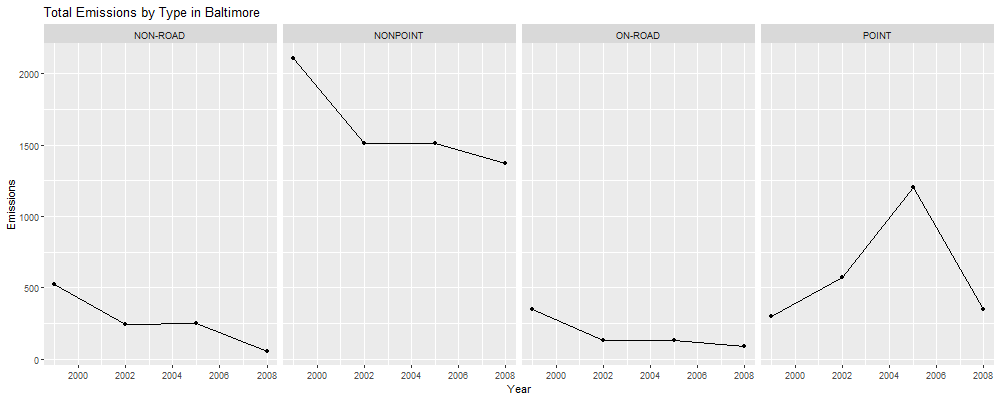 Total Emissions by Type in Baltimore
NON-ROAD NONPOINT ON-ROAD POINT
2000
1500
1000
500
0
Emissions
2000 2002 2004 2006 2008 2000 2002 2004 2006 2008 2000 2002 2004 2006 2008 2000 2002 2004 2006 2008
Year